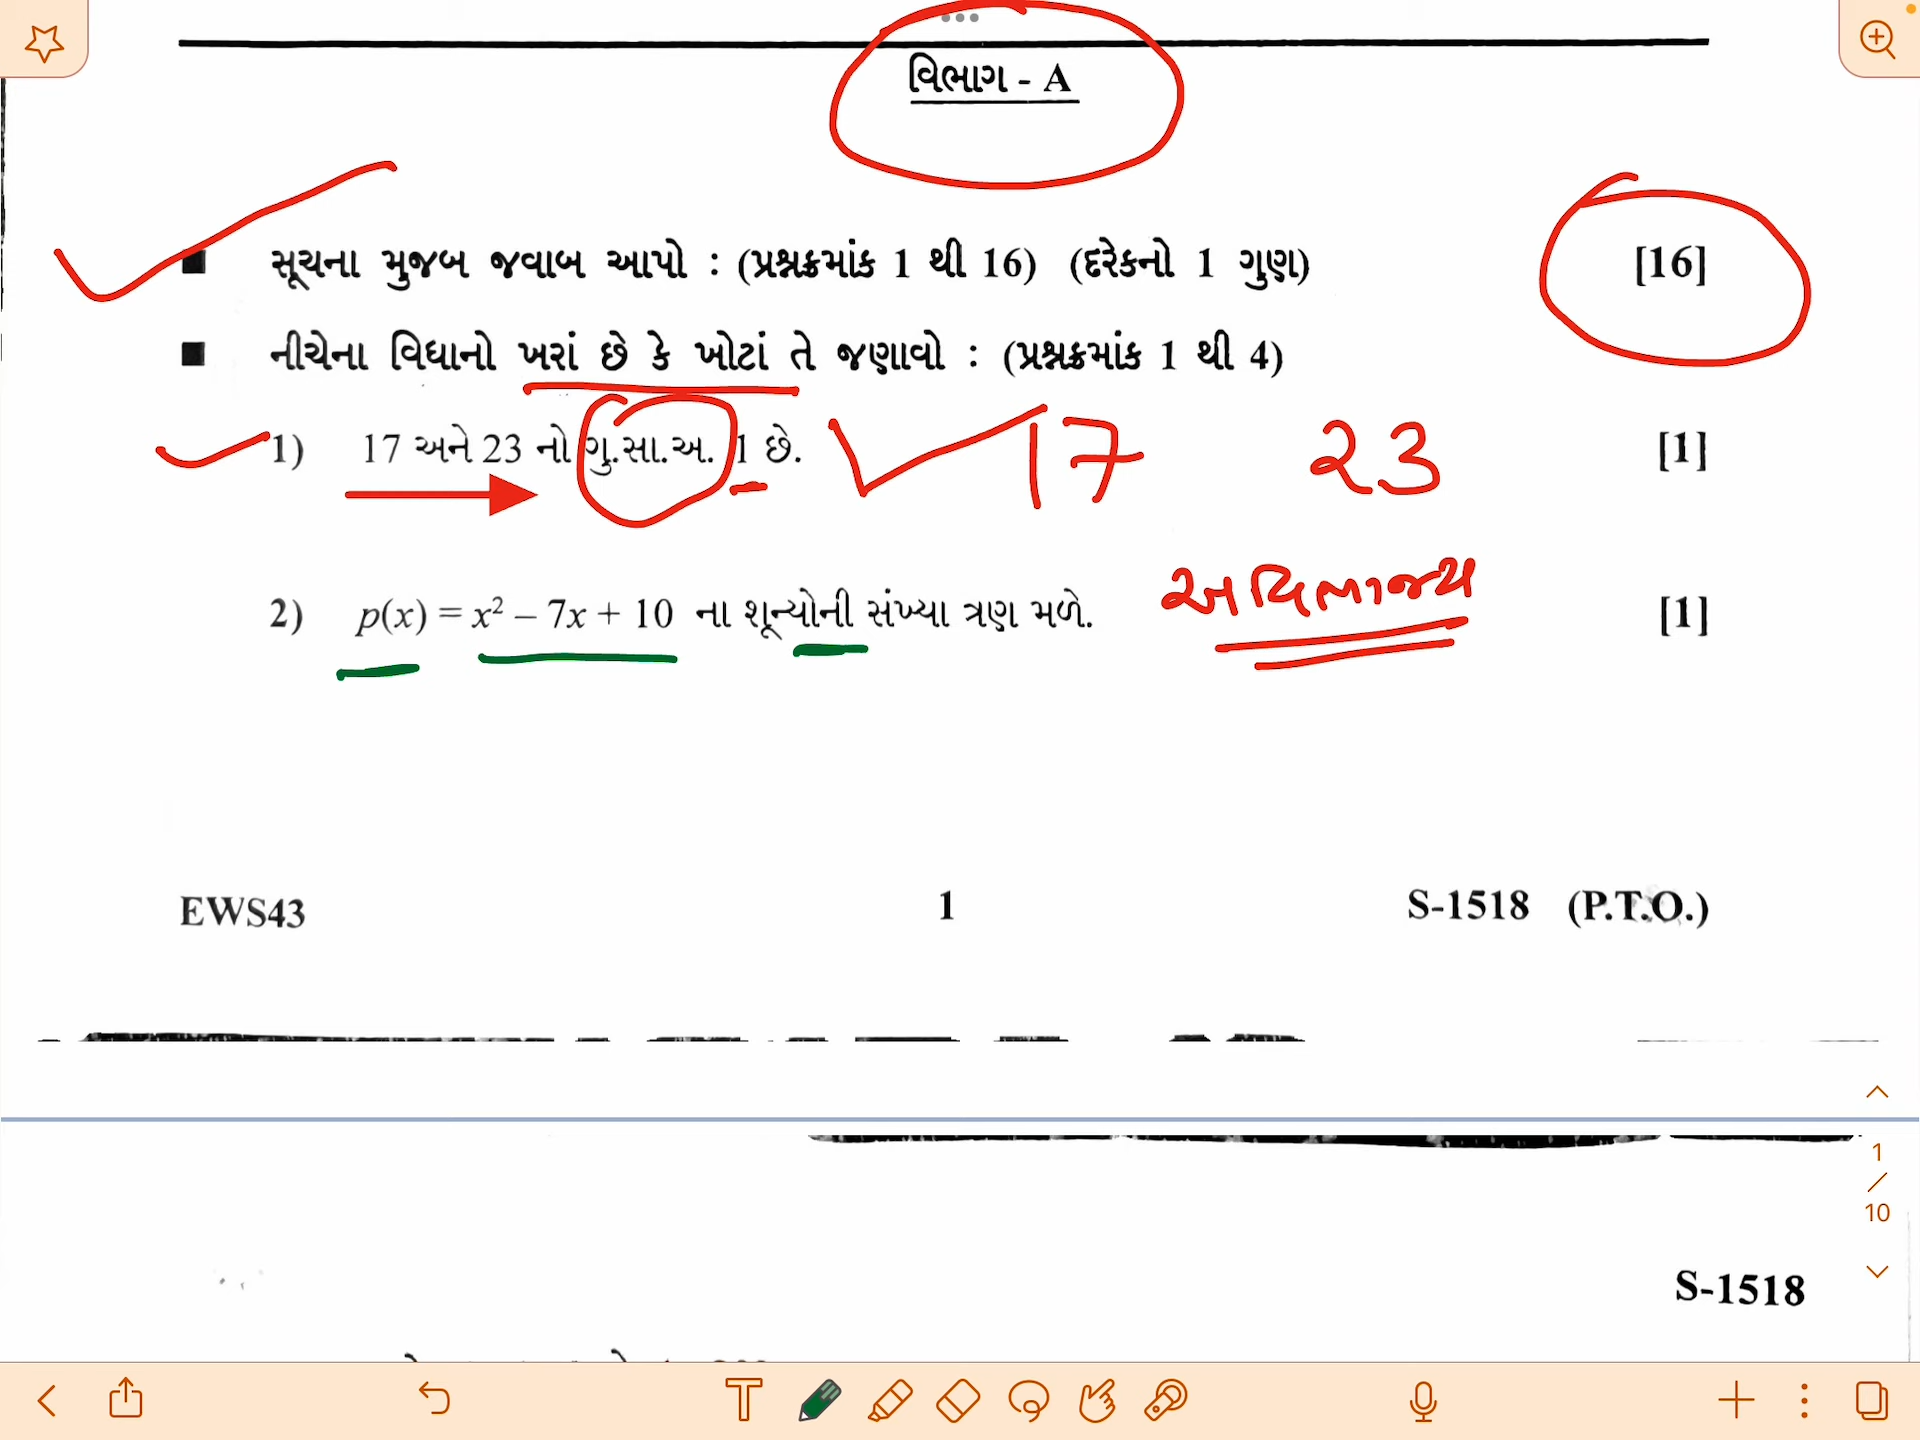 વિભાગ - A
સૂચના મુજબ જવાબ આપો : (પ્રશ્નક્રમાંક 1 થી 16) (દરેકનો 1 ગુણ) [16]
નીચેના વિધાનો ખરાં છે કે ખોટાં તે જણાવો : (પ્રશ્નક્રમાંક 1 થી 4)
1) 17 અને 23 નો ગુ.સા.અ. 1 છે. 17 23 [1]
અવિભાજ્ય
2) p(x) = x² – 7x + 10 ના શૂન્યોની સંખ્યા ત્રણ મળે. [1]
EWS43 1 S-1518 (P.T.O.)
1
/
10
S-1518